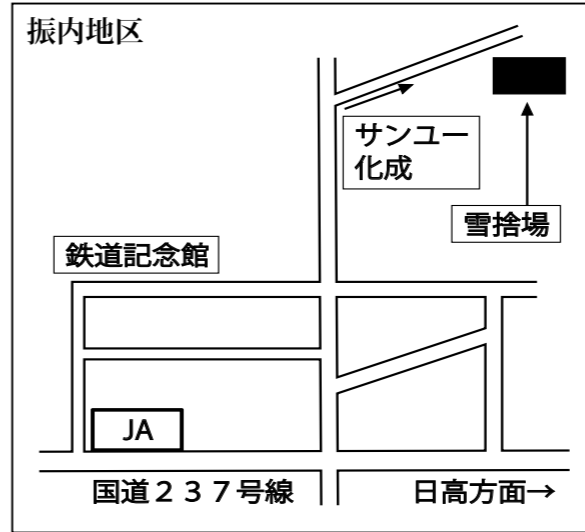 振内地区
サンユー
化成
雪捨場
鉄道記念館
JA
国道２３７号線
日高方面→